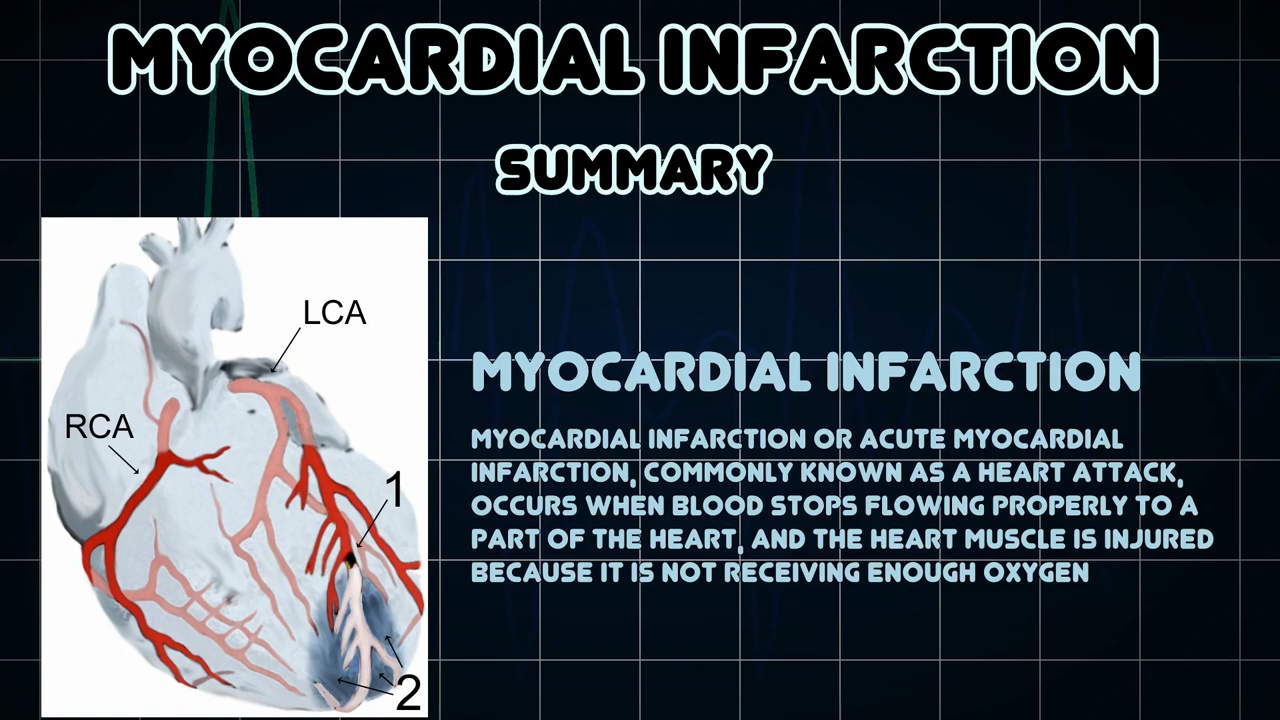 MYOCARDIAL INFARCTION
SUMMARY
LCA
RCA
1
2
MYOCARDIAL INFARCTION
MYOCARDIAL INFARCTION OR ACUTE MYOCARDIAL
INFARCTION, COMMONLY KNOWN AS A HEART ATTACK,
OCCURS WHEN BLOOD STOPS FLOWING PROPERLY TO A
PART OF THE HEART, AND THE HEART MUSCLE IS INJURED
BECAUSE IT IS NOT RECEIVING ENOUGH OXYGEN